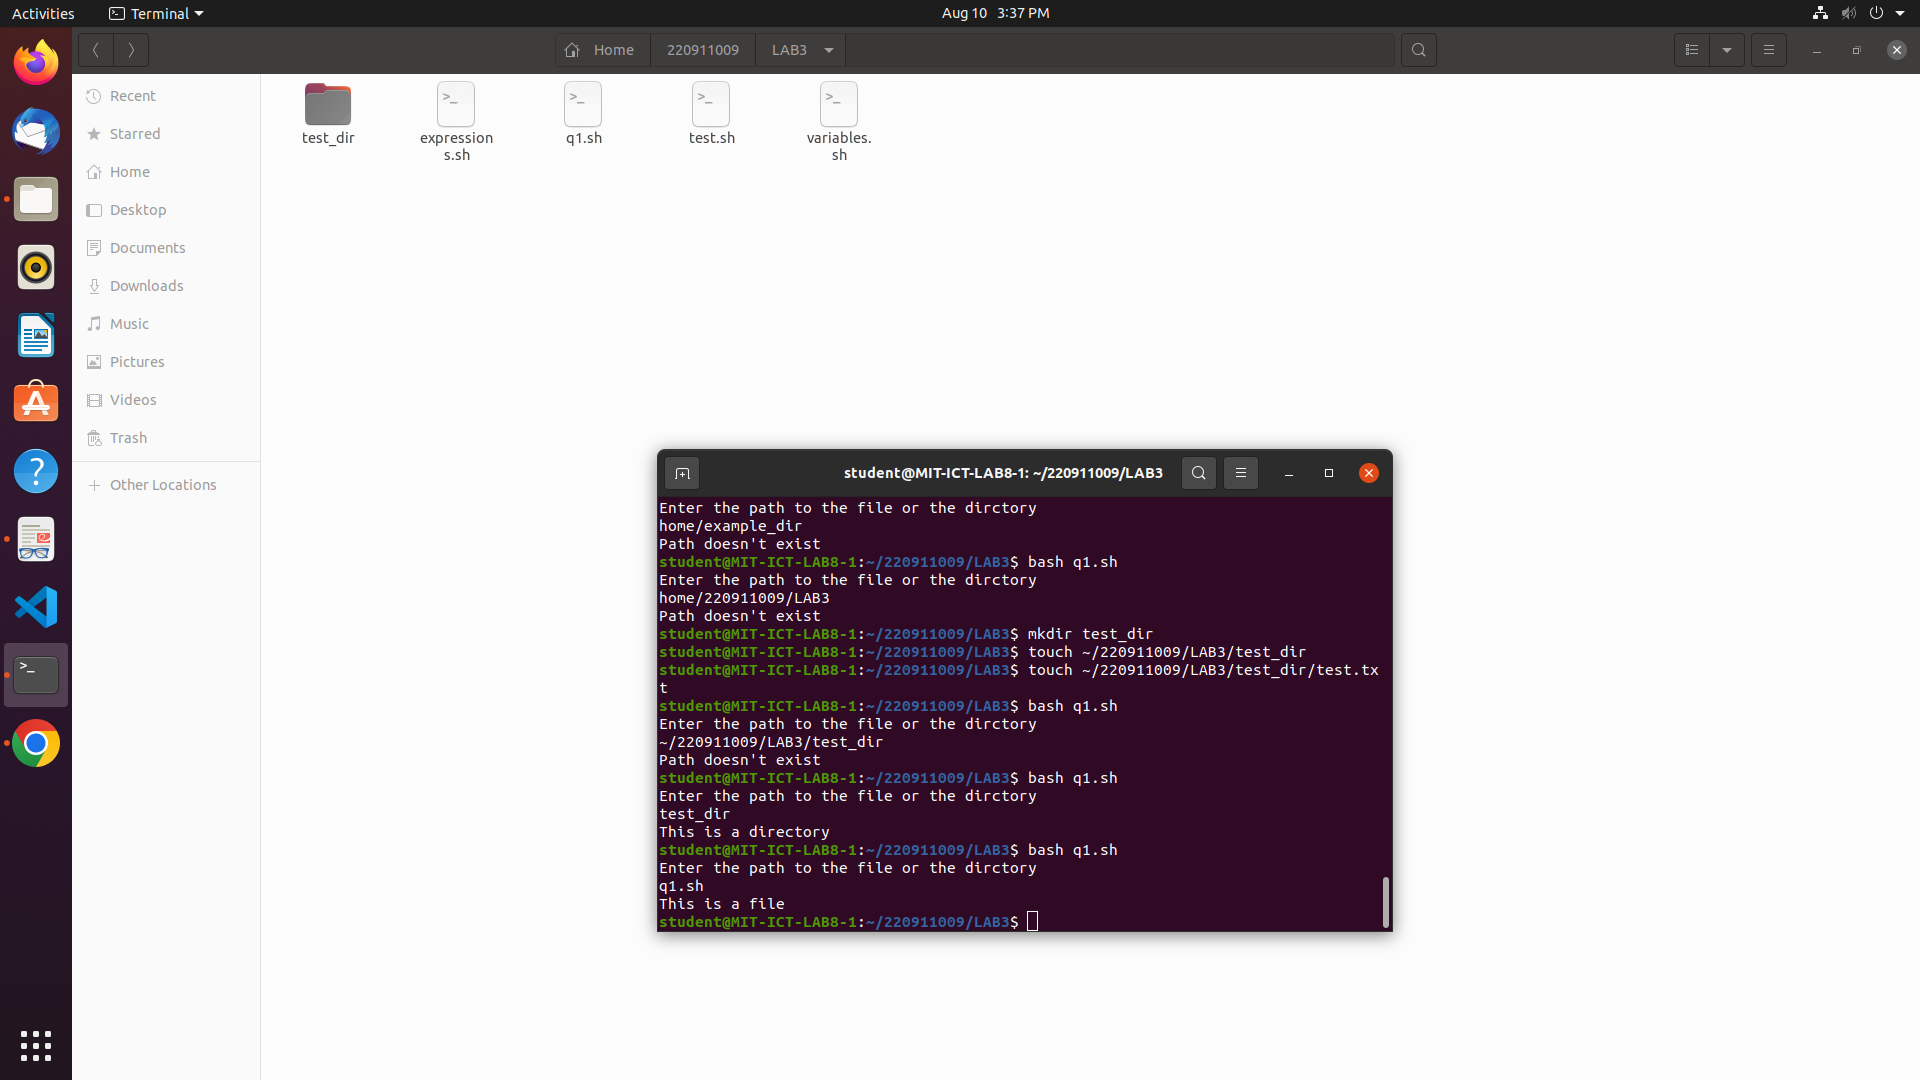 Activities
Terminal
Aug 10 3:37 PM
Home
220911009
LAB3
Recent
Starred
Home
Desktop
Documents
Downloads
Music
Pictures
Videos
Trash
Other Locations
test_dir
expression
s.sh
q1.sh
test.sh
variables.
sh
student@MIT-ICT-LAB8-1: ~/220911009/LAB3
Enter the path to the file or the dirctory
home/example_dir
Path doesn't exist
student@MIT-ICT-LAB8-1:~/220911009/LAB3$ bash q1.sh
Enter the path to the file or the dirctory
home/220911009/LAB3
Path doesn't exist
student@MIT-ICT-LAB8-1:~/220911009/LAB3$ mkdir test_dir
student@MIT-ICT-LAB8-1:~/220911009/LAB3$ touch ~/220911009/LAB3/test_dir
student@MIT-ICT-LAB8-1:~/220911009/LAB3$ touch ~/220911009/LAB3/test_dir/test.tx
t
student@MIT-ICT-LAB8-1:~/220911009/LAB3$ bash q1.sh
Enter the path to the file or the dirctory
~/220911009/LAB3/test_dir
Path doesn't exist
student@MIT-ICT-LAB8-1:~/220911009/LAB3$ bash q1.sh
Enter the path to the file or the dirctory
test_dir
This is a directory
student@MIT-ICT-LAB8-1:~/220911009/LAB3$ bash q1.sh
Enter the path to the file or the dirctory
q1.sh
This is a file
student@MIT-ICT-LAB8-1:~/220911009/LAB3$